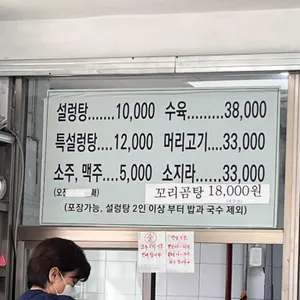 설렁탕.......10,000 수육.........38,000
특설렁탕....12,000 머리고기....33,000
소주, 맥주....5,000 소지라......33,000
꼬리곰탕 18,000원
(포장가능, 설렁탕 2인 이상 부터 밥과 국수 제외)